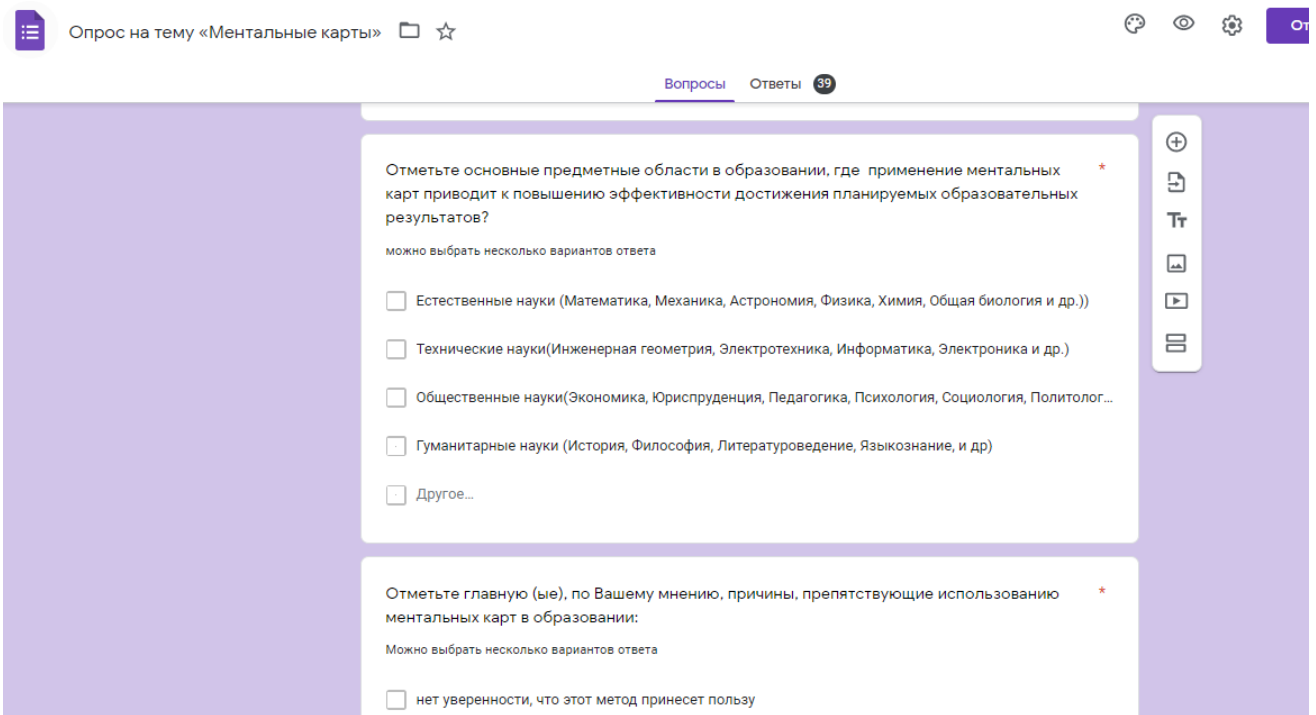 Опрос на тему «Ментальные карты»
Вопросы Ответы 39
Отметьте основные предметные области в образовании, где применение ментальных *
карт приводит к повышению эффективности достижения планируемых образовательных
результатов?
можно выбрать несколько вариантов ответа
Естественные науки (Математика, Механика, Астрономия, Физика, Химия, Общая биология и др.))
Технические науки(Инженерная геометрия, Электротехника, Информатика, Электроника и др.)
Общественные науки(Экономика, Юриспруденция, Педагогика, Психология, Социология, Политолог...
Гуманитарные науки (История, Философия, Литературоведение, Языкознание, и др)
Другое...
Отметьте главную (ые), по Вашему мнению, причины, препятствующие использованию *
ментальных карт в образовании:
Можно выбрать несколько вариантов ответа
нет уверенности, что этот метод принесет пользу